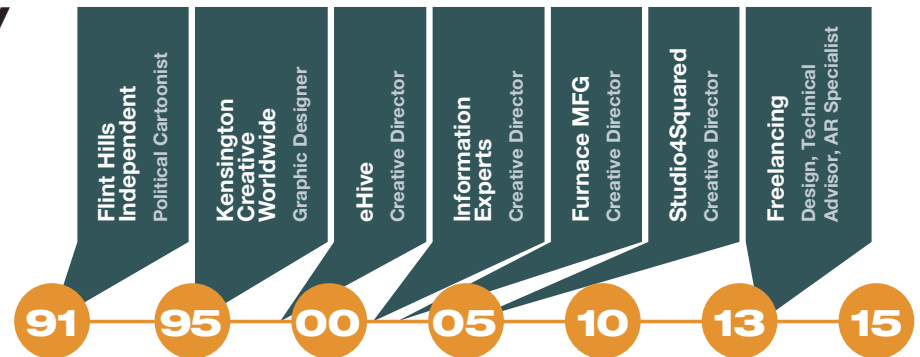 Flint Hills
Independent
Political Cartoonist
Kensington
Creative
Worldwide
Graphic Designer
eHive
Creative Director
Information
Experts
Creative Director
Furnace MFG
Creative Director
Studio4Squared
Creative Director
Freelancing
Design, Technical
Advisor, AR Specialist
91
95
00
05
10
13
15